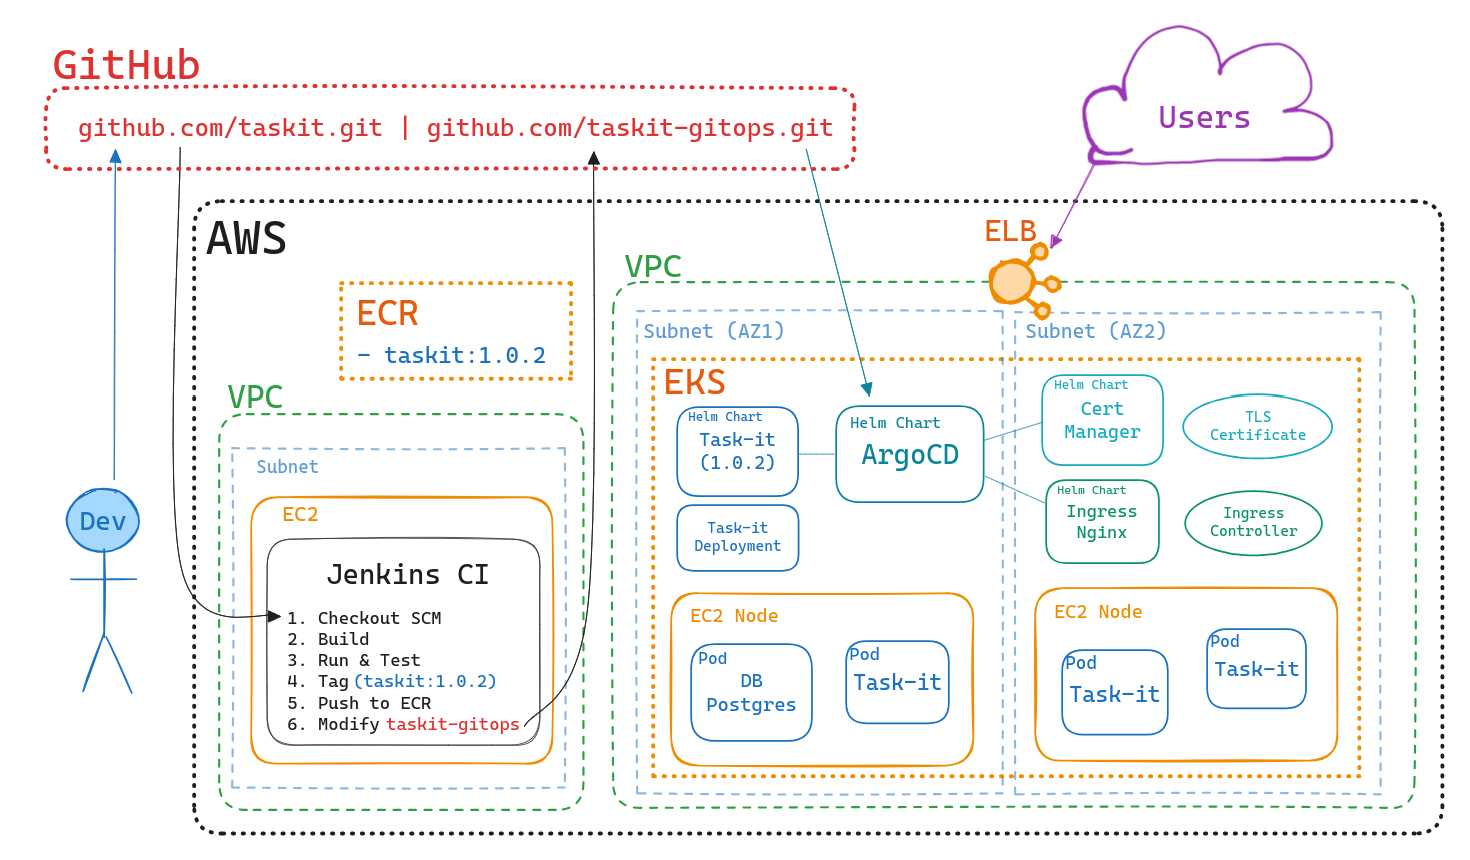 GitHub
github.com/taskit.git | github.com/taskit-gitops.git
Users
AWS
ELB
ECR
- taskit:1.0.2
VPC
Subnet
EC2
Dev
Jenkins CI
1. Checkout SCM
2. Build
3. Run & Test
4. Tag (taskit:1.0.2)
5. Push to ECR
6. Modify taskit-gitops
VPC
Subnet (AZ1)
Subnet (AZ2)
EKS
Helm Chart
Task-it
(1.0.2)
Task-it
Deployment
Helm Chart
ArgoCD
Helm Chart
Cert
Manager
TLS
Certificate
Helm Chart
Ingress
Nginx
Ingress
Controller
EC2 Node
Pod
DB
Postgres
Pod
Task-it
EC2 Node
Pod
Task-it
Pod
Task-it